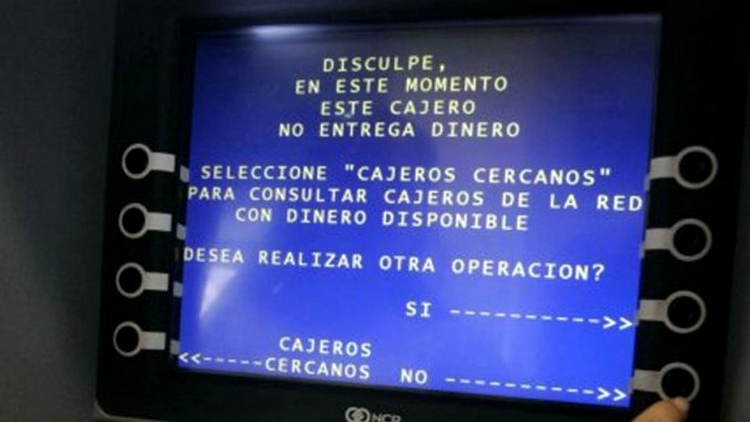 DISCULPE,
EN ESTE MOMENTO
ESTE CAJERO
NO ENTREGA DINERO
SELECCIONE "CAJEROS CERCANOS"
PARA CONSULTAR CAJEROS DE LA RED
CON DINERO DISPONIBLE
DESEA REALIZAR OTRA OPERACION?
SI ---------->>
CAJEROS
<<-----CERCANOS NO ---------->>
NCR